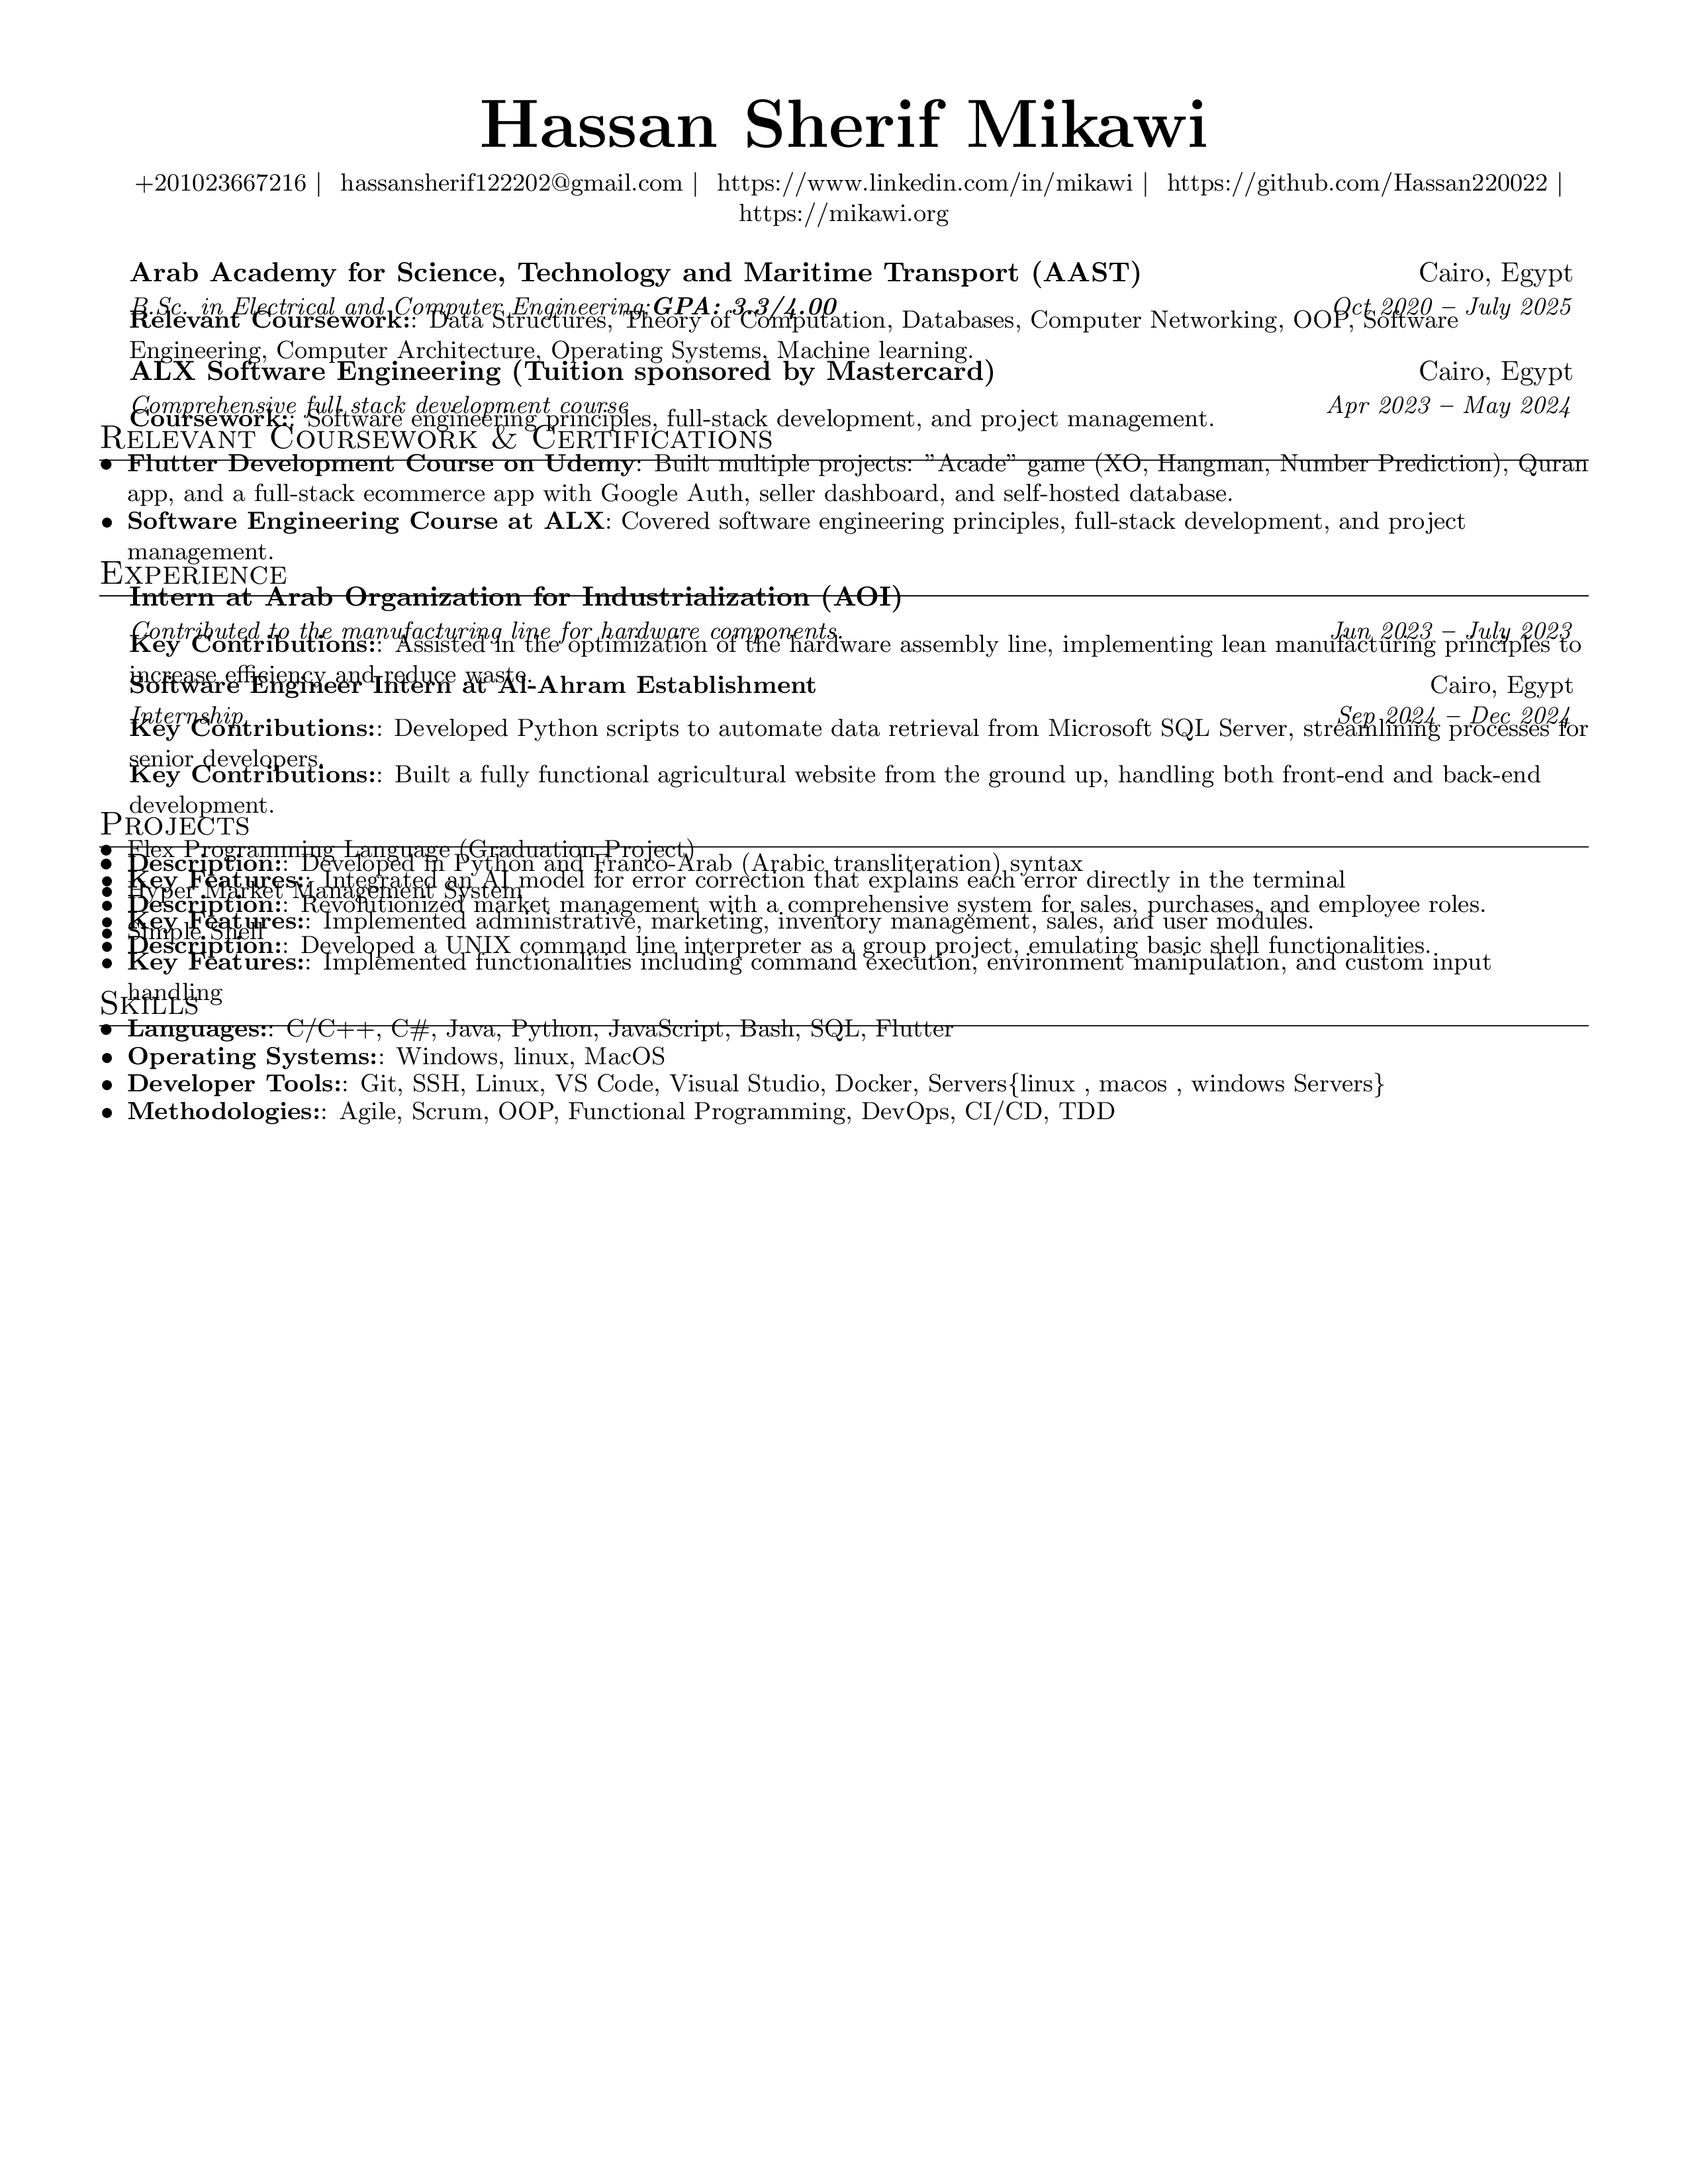 Hassan Sherif Mikawi
+201023667216 | hassansherif122202@gmail.com | https://www.linkedin.com/in/mikawi | https://github.com/Hassan220022 |
https://mikawi.org
Arab Academy for Science, Technology and Maritime Transport (AAST) Cairo, Egypt
B.Sc. in Electrical and Computer Engineering;GPA: 3.3/4.00 Oct 2020 – July 2025
Relevant Coursework:: Data Structures, Theory of Computation, Databases, Computer Networking, OOP, Software
Engineering, Computer Architecture, Operating Systems, Machine learning.
ALX Software Engineering (Tuition sponsored by Mastercard) Cairo, Egypt
Comprehensive full stack development course Apr 2023 – May 2024
Coursework:: Software engineering principles, full-stack development, and project management.
Relevant Coursework & Certifications
• Flutter Development Course on Udemy: Built multiple projects: ”Acade” game (XO, Hangman, Number Prediction), Quran
app, and a full-stack ecommerce app with Google Auth, seller dashboard, and self-hosted database.
• Software Engineering Course at ALX: Covered software engineering principles, full-stack development, and project
management.
Experience
Intern at Arab Organization for Industrialization (AOI)
Contributed to the manufacturing line for hardware components. Jun 2023 – July 2023
Key Contributions:: Assisted in the optimization of the hardware assembly line, implementing lean manufacturing principles to
increase efficiency and reduce waste.
Software Engineer Intern at Al-Ahram Establishment Cairo, Egypt
Internship Sep 2024 – Dec 2024
Key Contributions:: Developed Python scripts to automate data retrieval from Microsoft SQL Server, streamlining processes for
senior developers.
Key Contributions:: Built a fully functional agricultural website from the ground up, handling both front-end and back-end
development.
Projects
• Flex Programming Language (Graduation Project)
• Description:: Developed in Python and Franco-Arab (Arabic transliteration) syntax
• Key Features:: Integrated an AI model for error correction that explains each error directly in the terminal
• Hyper Market Management System
• Description:: Revolutionized market management with a comprehensive system for sales, purchases, and employee roles.
• Key Features:: Implemented administrative, marketing, inventory management, sales, and user modules.
• Simple Shell
• Description:: Developed a UNIX command line interpreter as a group project, emulating basic shell functionalities.
• Key Features:: Implemented functionalities including command execution, environment manipulation, and custom input
handling
Skills
• Languages:: C/C++, C#, Java, Python, JavaScript, Bash, SQL, Flutter
• Operating Systems:: Windows, linux, MacOS
• Developer Tools:: Git, SSH, Linux, VS Code, Visual Studio, Docker, Servers{linux , macos , windows Servers}
• Methodologies:: Agile, Scrum, OOP, Functional Programming, DevOps, CI/CD, TDD